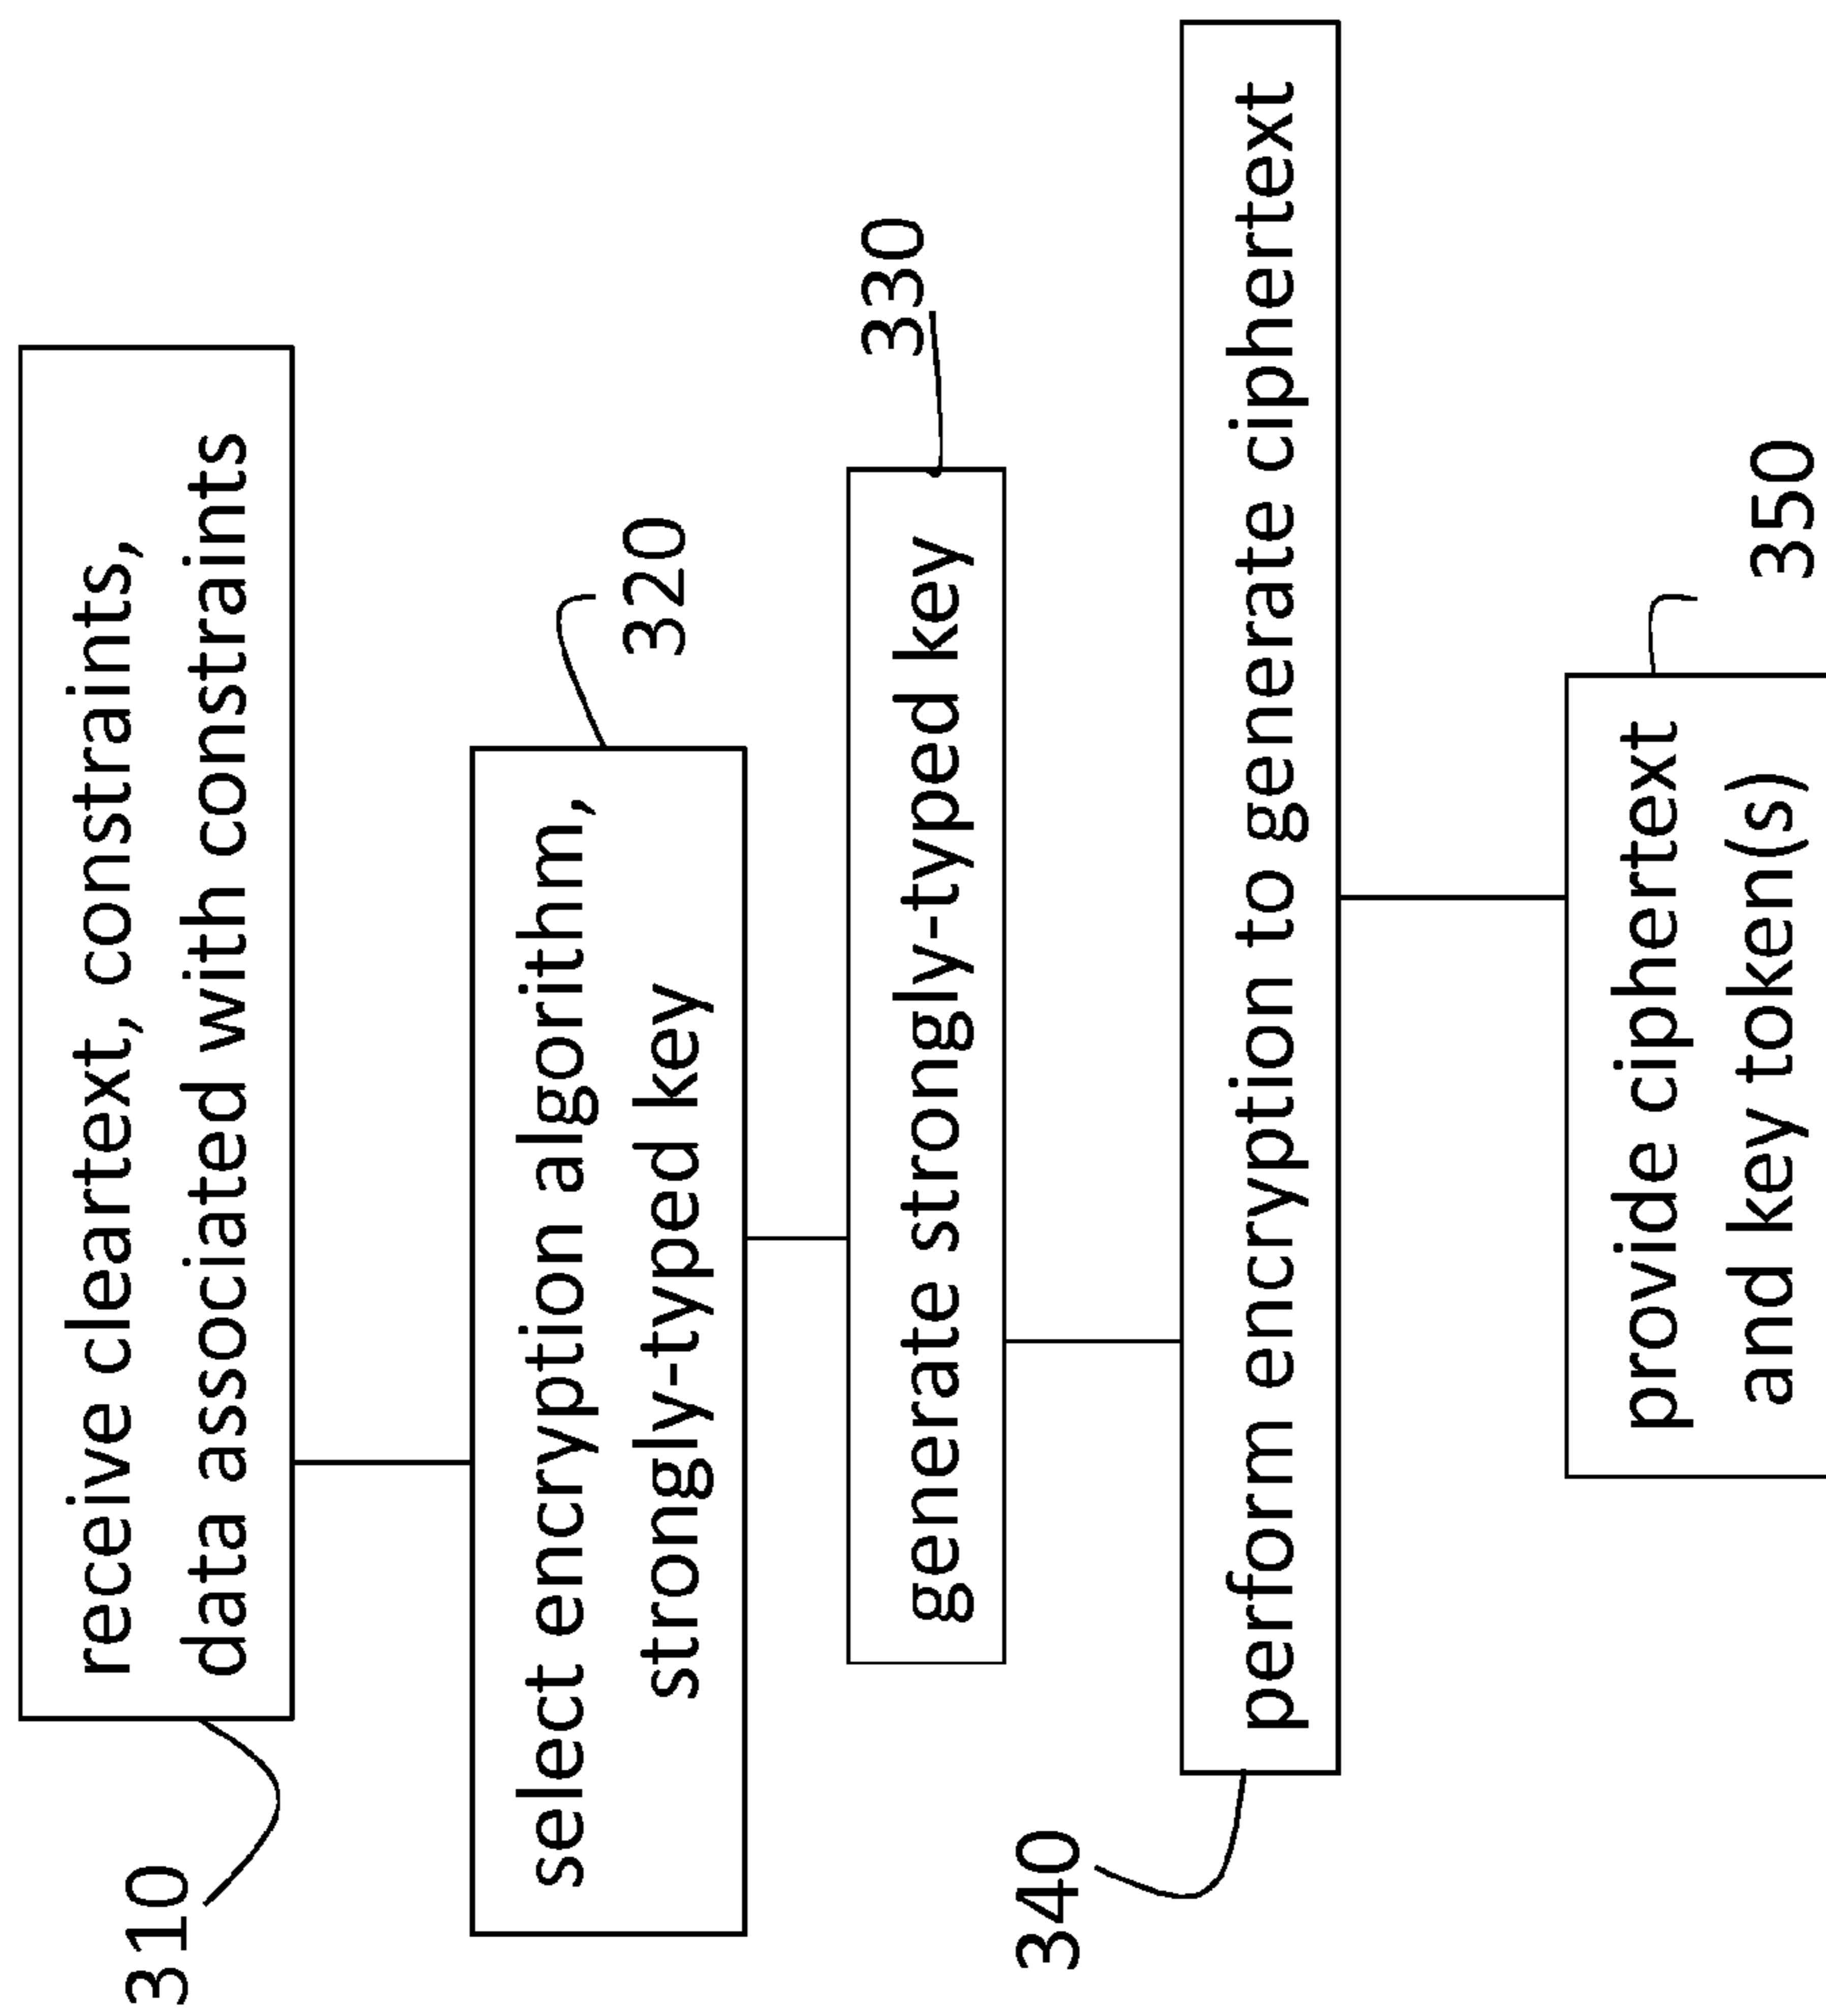 310
receive cleartext, constraints,
data associated with constraints
select encryption algorithm,
strongly-typed key
320
generate strongly-typed key
330
340
perform encryption to generate ciphertext
provide ciphertext
and key token(s)
350